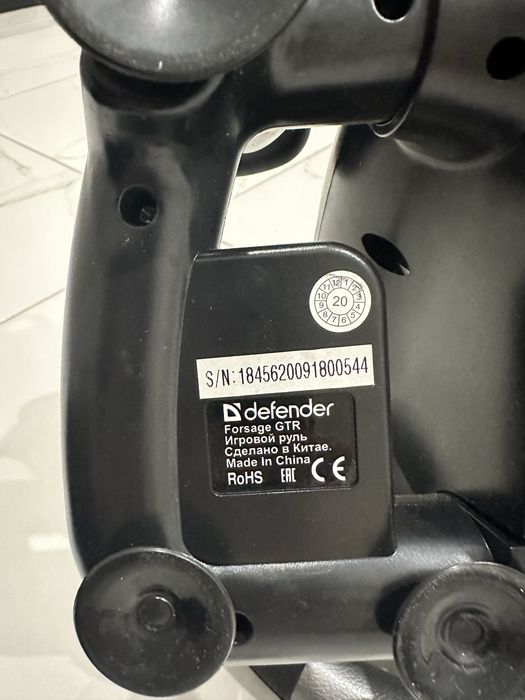 20
S/N:1845620091800544
defender
Forsage GTR
Игровой руль
Сделано в Китае.
Made In China
RoHS EAC CE